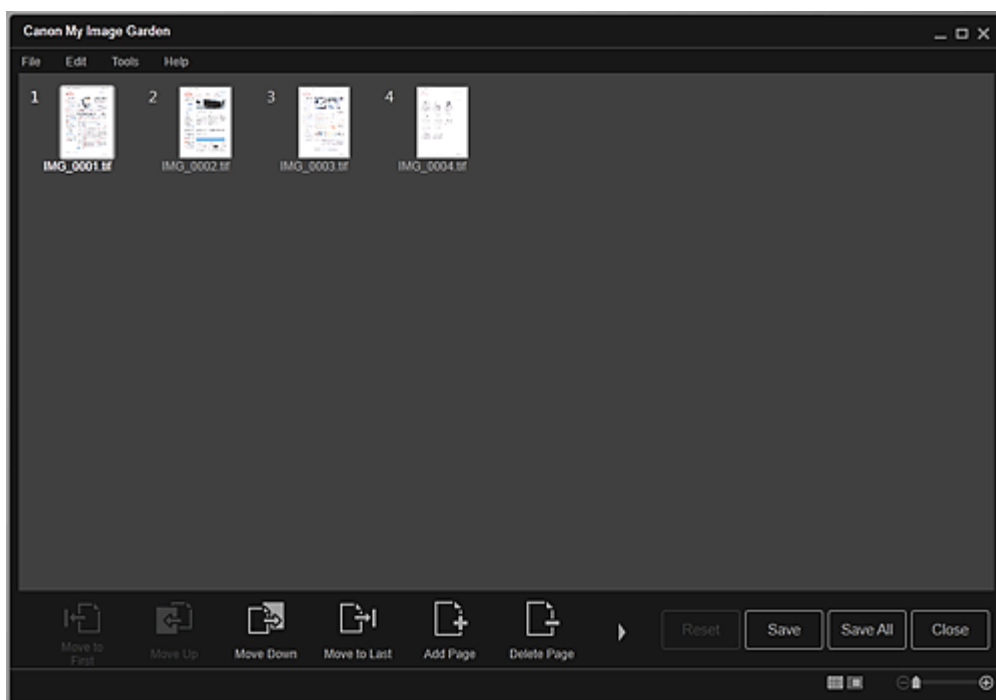 Canon My Image Garden
File Edit Tools Help
1 2 3 4
IMG_0001.tif IMG_0002.tif IMG_0003.tif IMG_0004.tif
Move to First Move Up Move Down Move to Last Add Page Delete Page Reset Save Save All Close